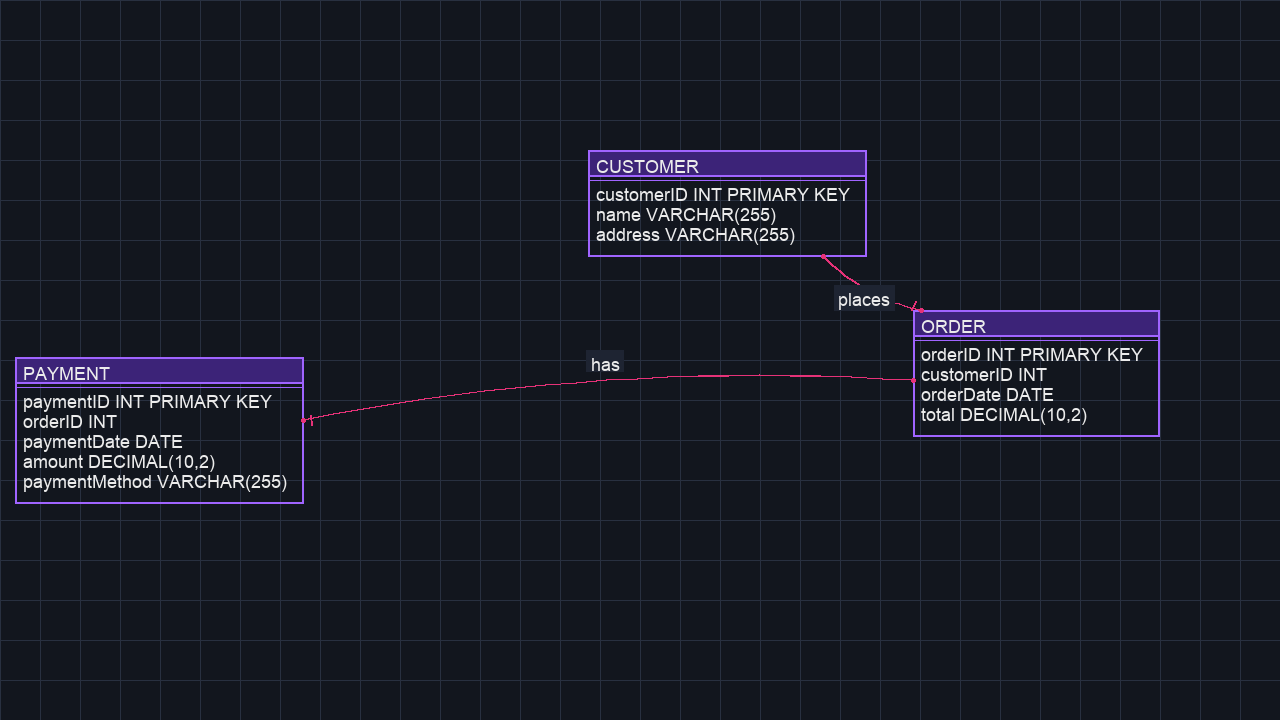 CUSTOMER
customerID INT PRIMARY KEY
name VARCHAR(255)
address VARCHAR(255)
places
ORDER
orderID INT PRIMARY KEY
customerID INT
orderDate DATE
total DECIMAL(10,2)
has
PAYMENT
paymentID INT PRIMARY KEY
orderID INT
paymentDate DATE
amount DECIMAL(10,2)
paymentMethod VARCHAR(255)